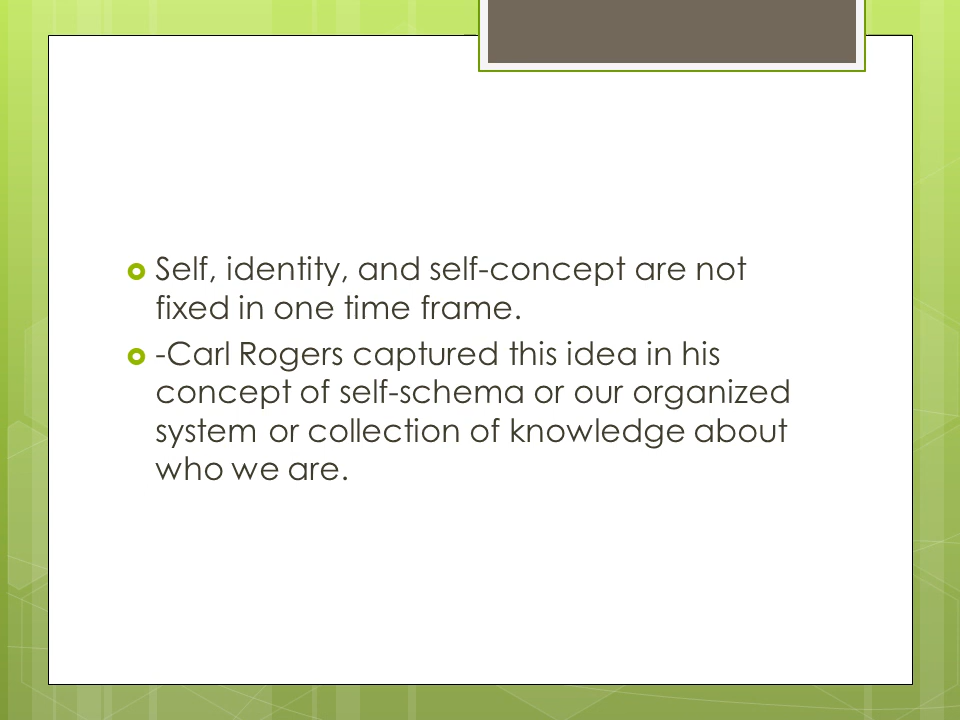 Self, identity, and self-concept are not
fixed in one time frame.
-Carl Rogers captured this idea in his
concept of self-schema or our organized
system or collection of knowledge about
who we are.